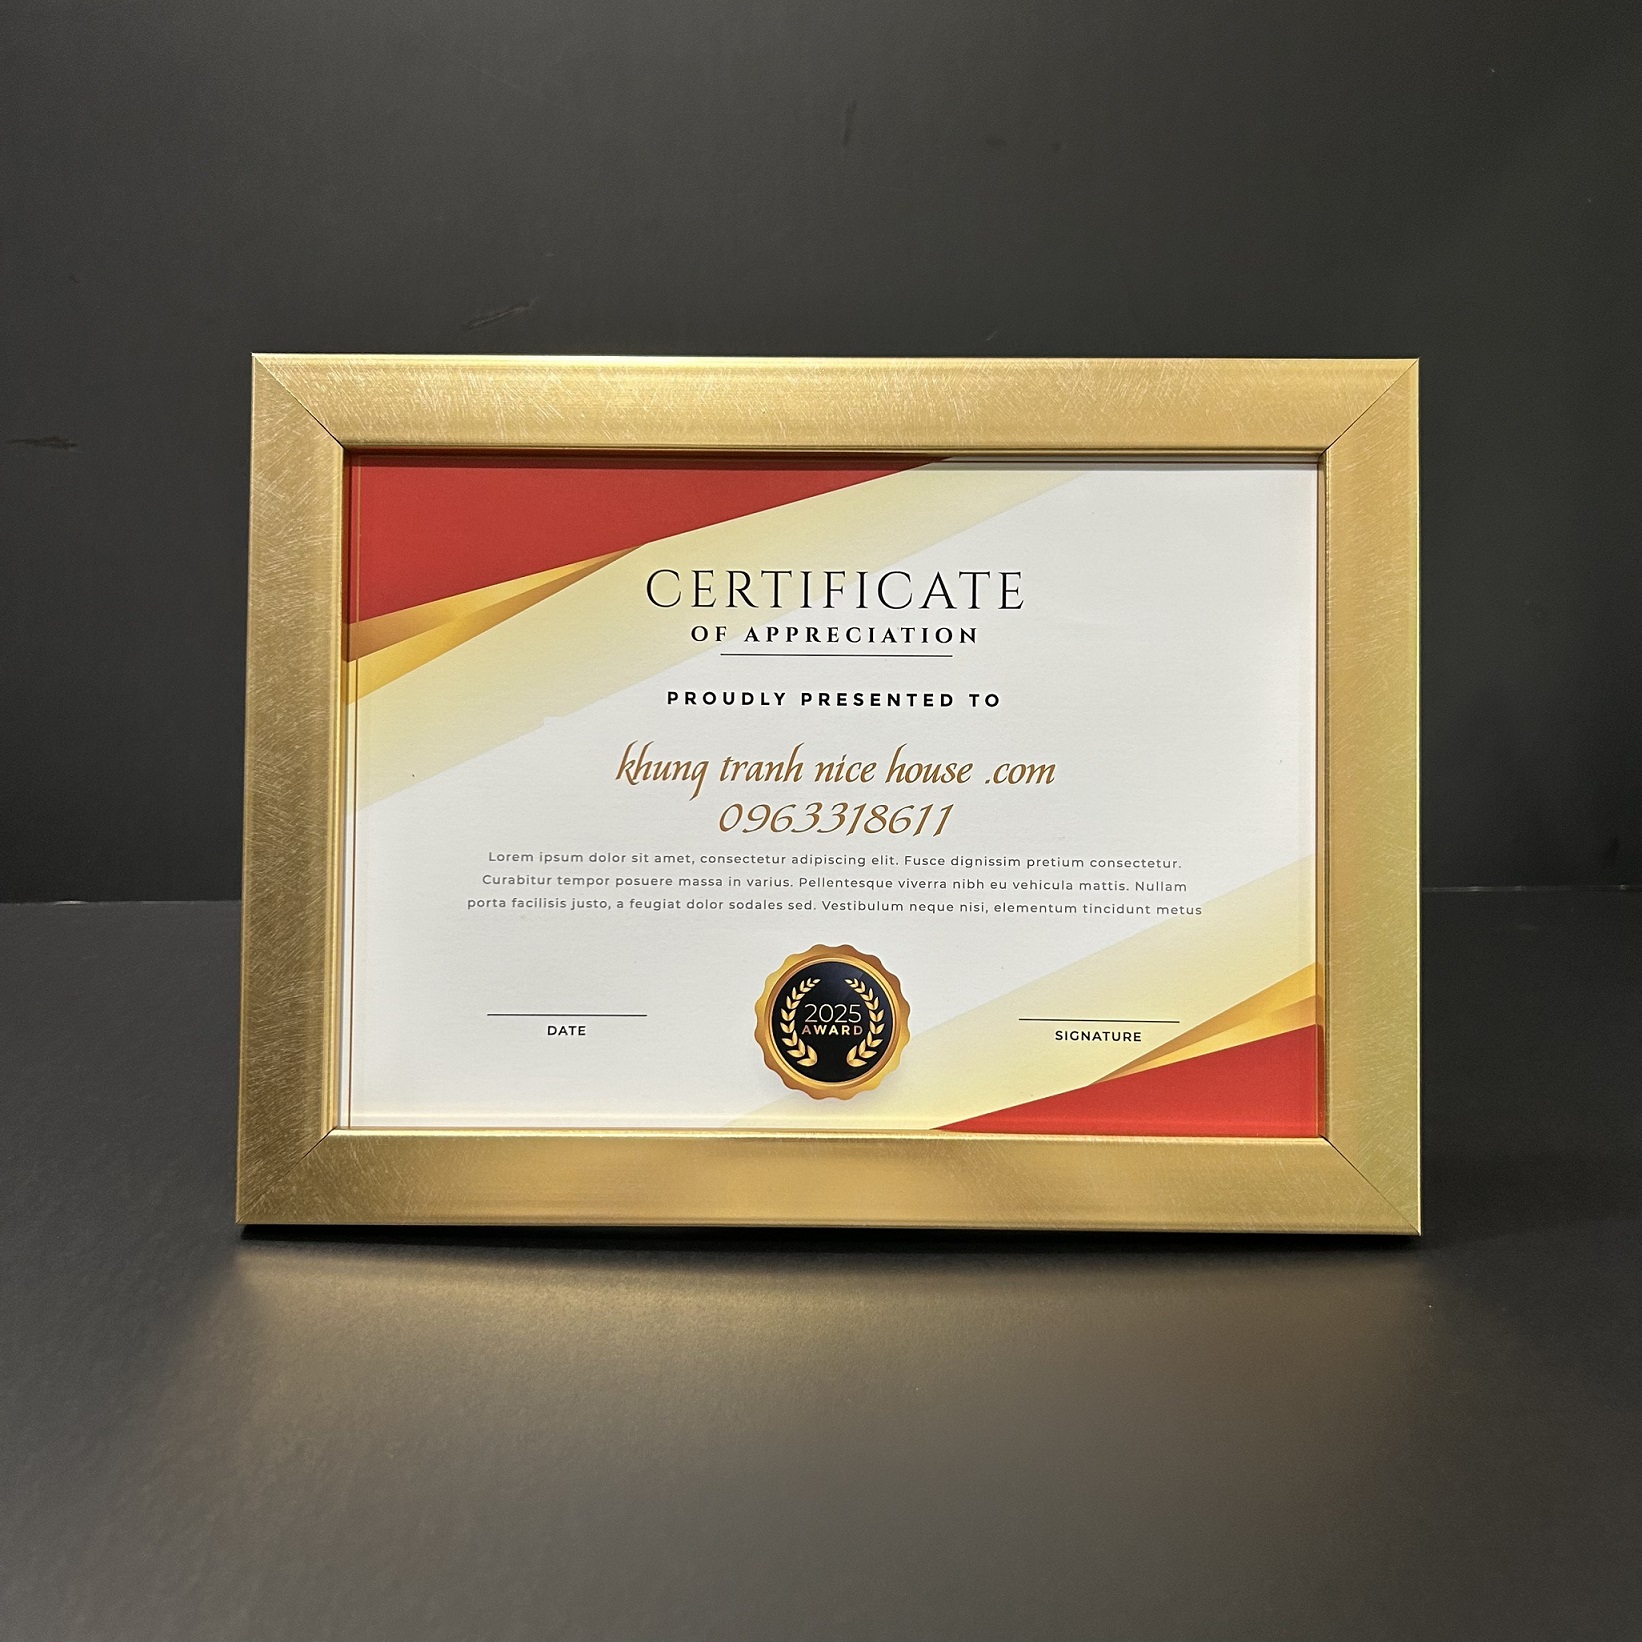 CERTIFICATE
OF APPRECIATION
PROUDLY PRESENTED TO
khung tranh nice house .com
0963318611
Lorem ipsum dolor sit amet, consectetur adipiscing elit. Fusce dignissim pretium consectetur.
Curabitur tempor posuere massa in varius. Pellentesque viverra nibh eu vehicula mattis. Nullam
porta facilisis justo, a feugiat dolor sodales sed. Vestibulum neque nisi, elementum tincidunt metus
2025
AWARD
DATE
SIGNATURE